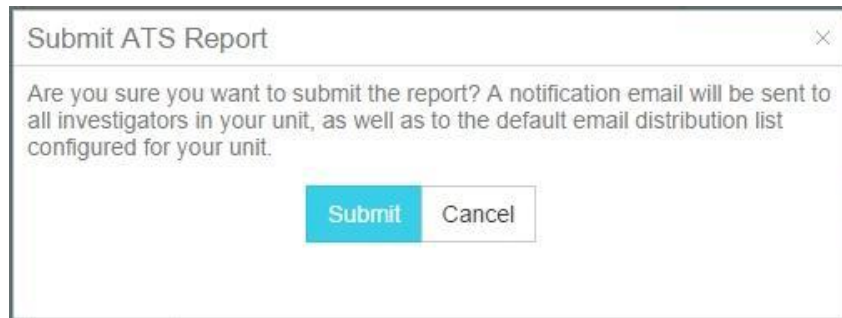 Submit ATS Report
Are you sure you want to submit the report? A notification email will be sent to
all investigators in your unit, as well as to the default email distribution list
configured for your unit.
Submit Cancel